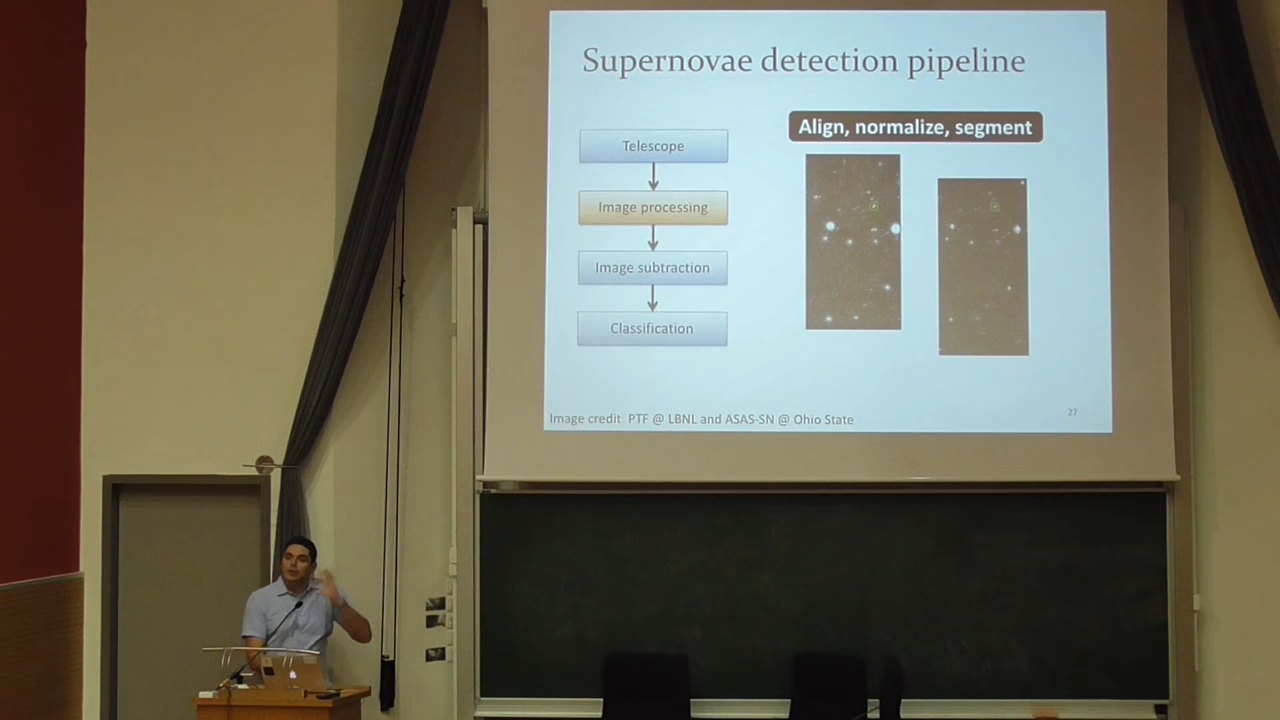 Supernovae detection pipeline
Telescope
Image processing
Image subtraction
Classification
Align, normalize, segment
Image credit PTF @ LBNL and ASAS-SN @ Ohio State
27